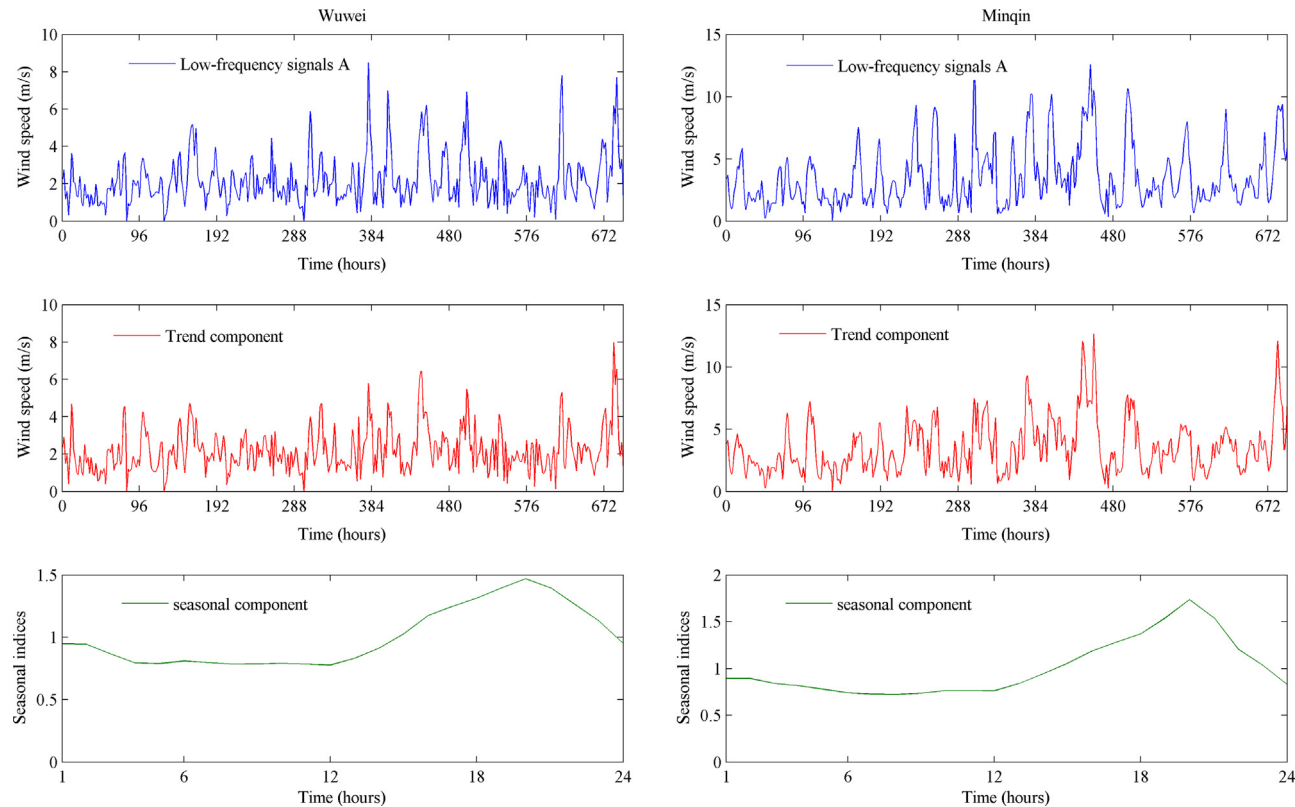 Wuwei
10
8
6
4
2
0
Wind speed (m/s)
Low-frequency signals A
0 96 192 288 384 480 576 672
Time (hours)
Minqin
15
10
5
0
Wind speed (m/s)
Low-frequency signals A
0 96 192 288 384 480 576 672
Time (hours)
10
8
6
4
2
0
Wind speed (m/s)
Trend component
0 96 192 288 384 480 576 672
Time (hours)
15
10
5
0
Wind speed (m/s)
Trend component
0 96 192 288 384 480 576 672
Time (hours)
1.5
1
0.5
0
Seasonal indices
seasonal component
1 6 12 18 24
Time (hours)
2
1.5
1
0.5
0
Seasonal indices
seasonal component
1 6 12 18 24
Time (hours)